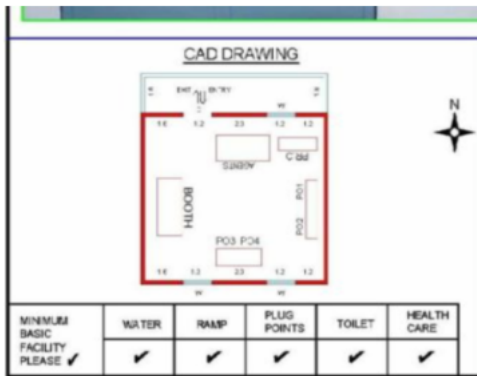 CAD DRAWING
N
ENTRY
1.6 1.2 2.3 1.2 1.2
AGENTS
BOOTH
PO1
PO2
PO3 PO4
1.6 1.2 2.3 1.2 1.2
W W
MINIMUM BASIC FACILITY PLEASE ✓
WATER
RAMP
PLUG POINTS
TOILET
HEALTH CARE
✓ ✓ ✓ ✓ ✓